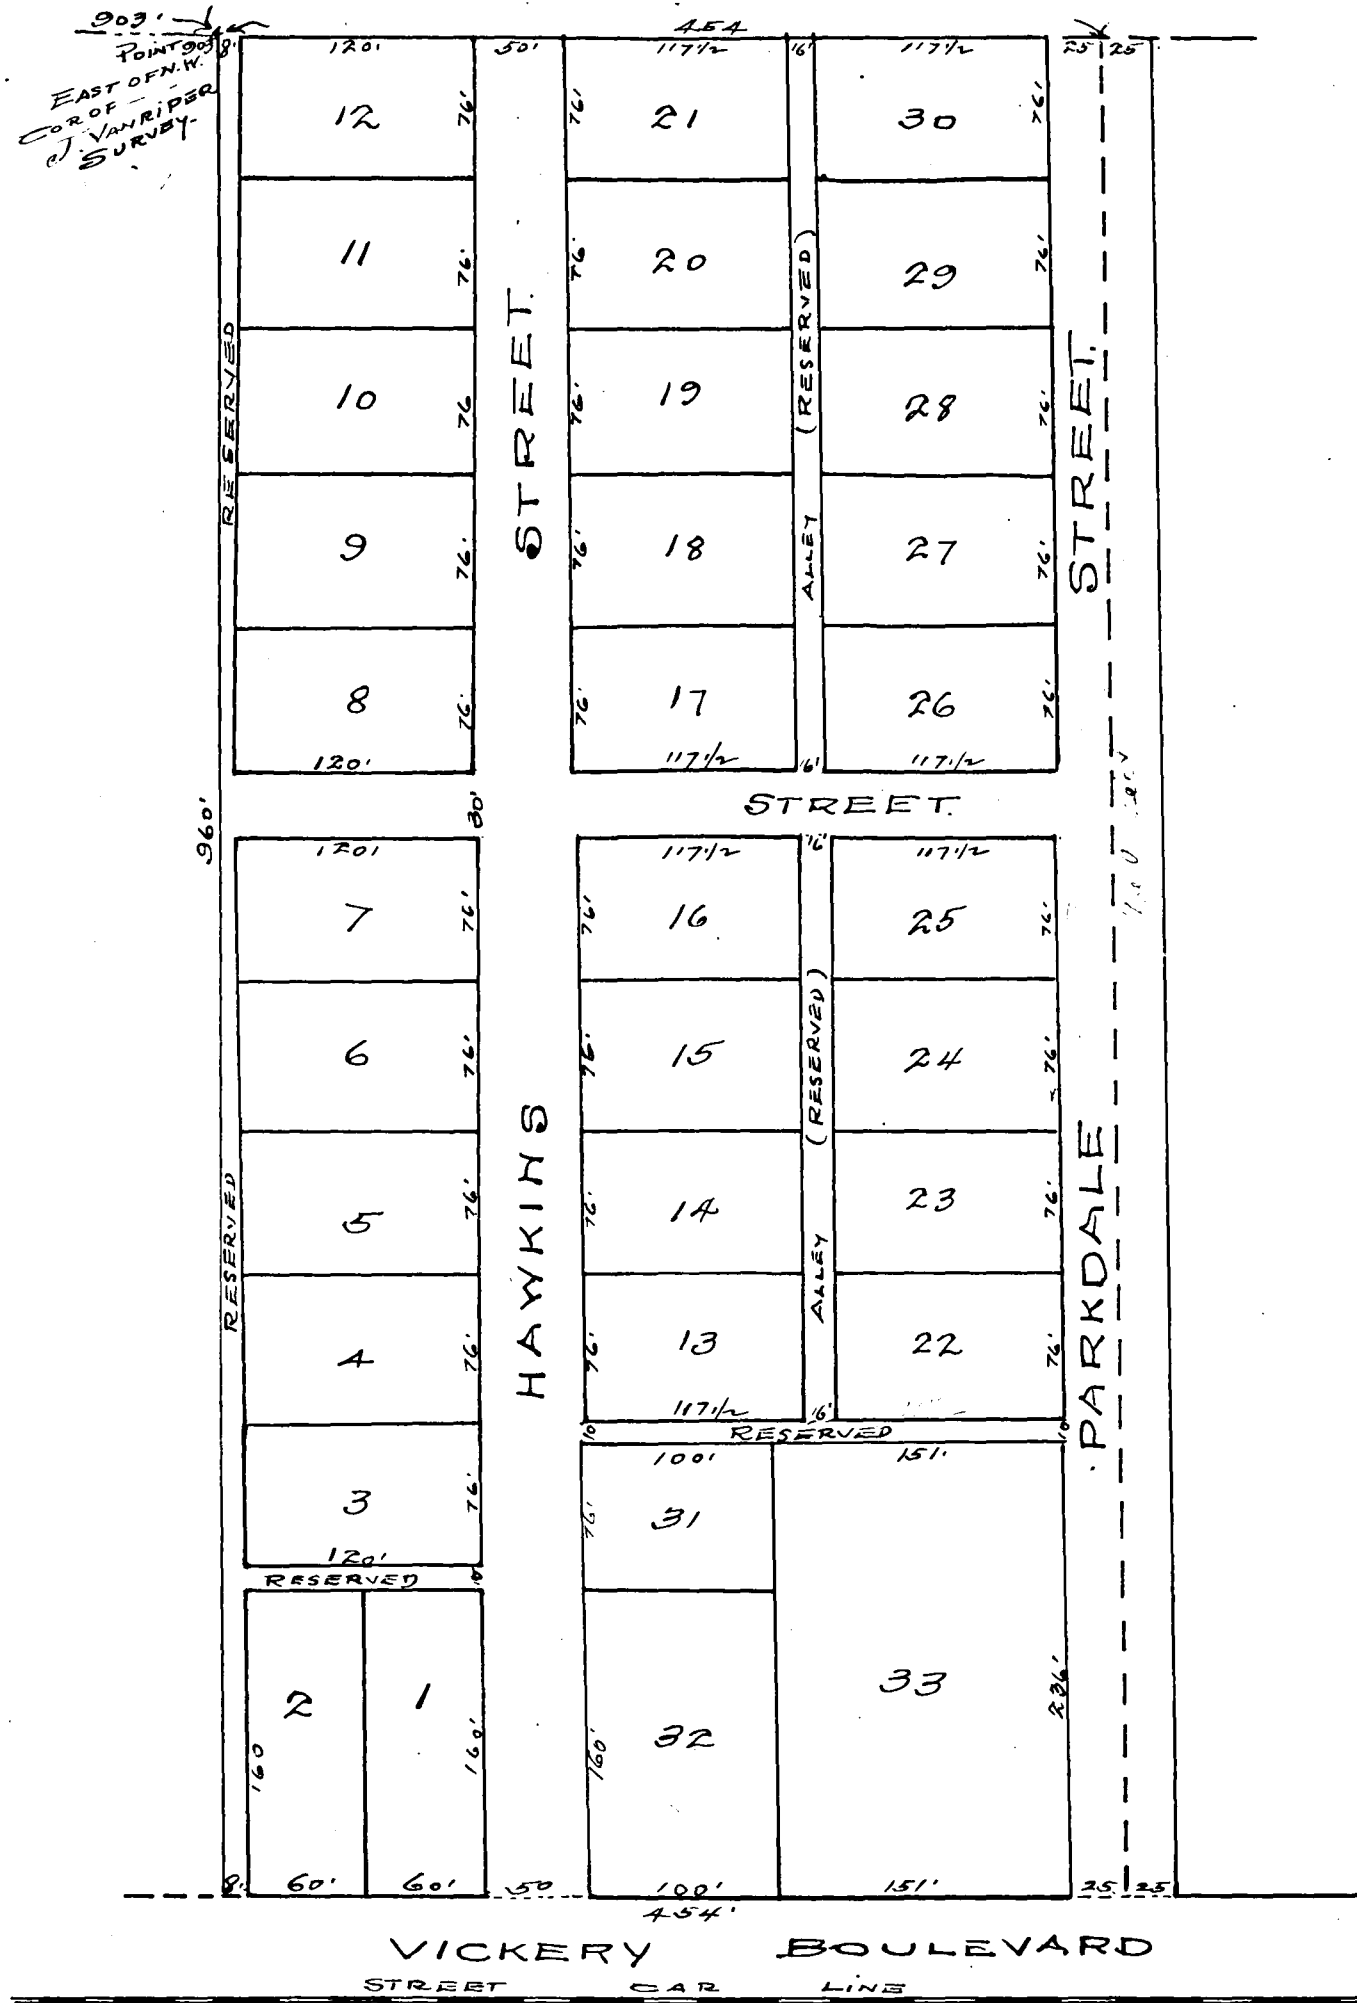 903'
454
POINT 903'
EAST OF N.W.
COR OF
J. VANRIPER
SURVEY.
8' 120' 50' 117 1/2 16' 117 1/2 25 25
12 76' 76' 21 30 76'
11 76' 76' 20 29 76'
10 76 76' 19 28 76'
9 76' 76' 18 27 76'
8 76' 76' 17 26 76'
RESERVED
STREET.
ALLEY (RESERVED)
STREET.
120' 117 1/2 16' 117 1/2
960'
30'
STREET.
120' 117 1/2 16' 117 1/2
7 76' 76' 16 25 76'
6 76' 76' 15 24 76'
5 76' 76' 14 23 76'
4 76' 76' 13 22 76'
RESERVED
HAWKINS
ALLEY (RESERVED)
PARKDALE
117 1/2 16'
10' RESERVED 10'
100' 151'
3 76' 76' 31
120'
RESERVED 10'
2 1 32 33
160 160' 160' 236'
8' 60' 60' 50 100' 151' 25 25
454'
VICKERY BOULEVARD
STREET CAR LINE